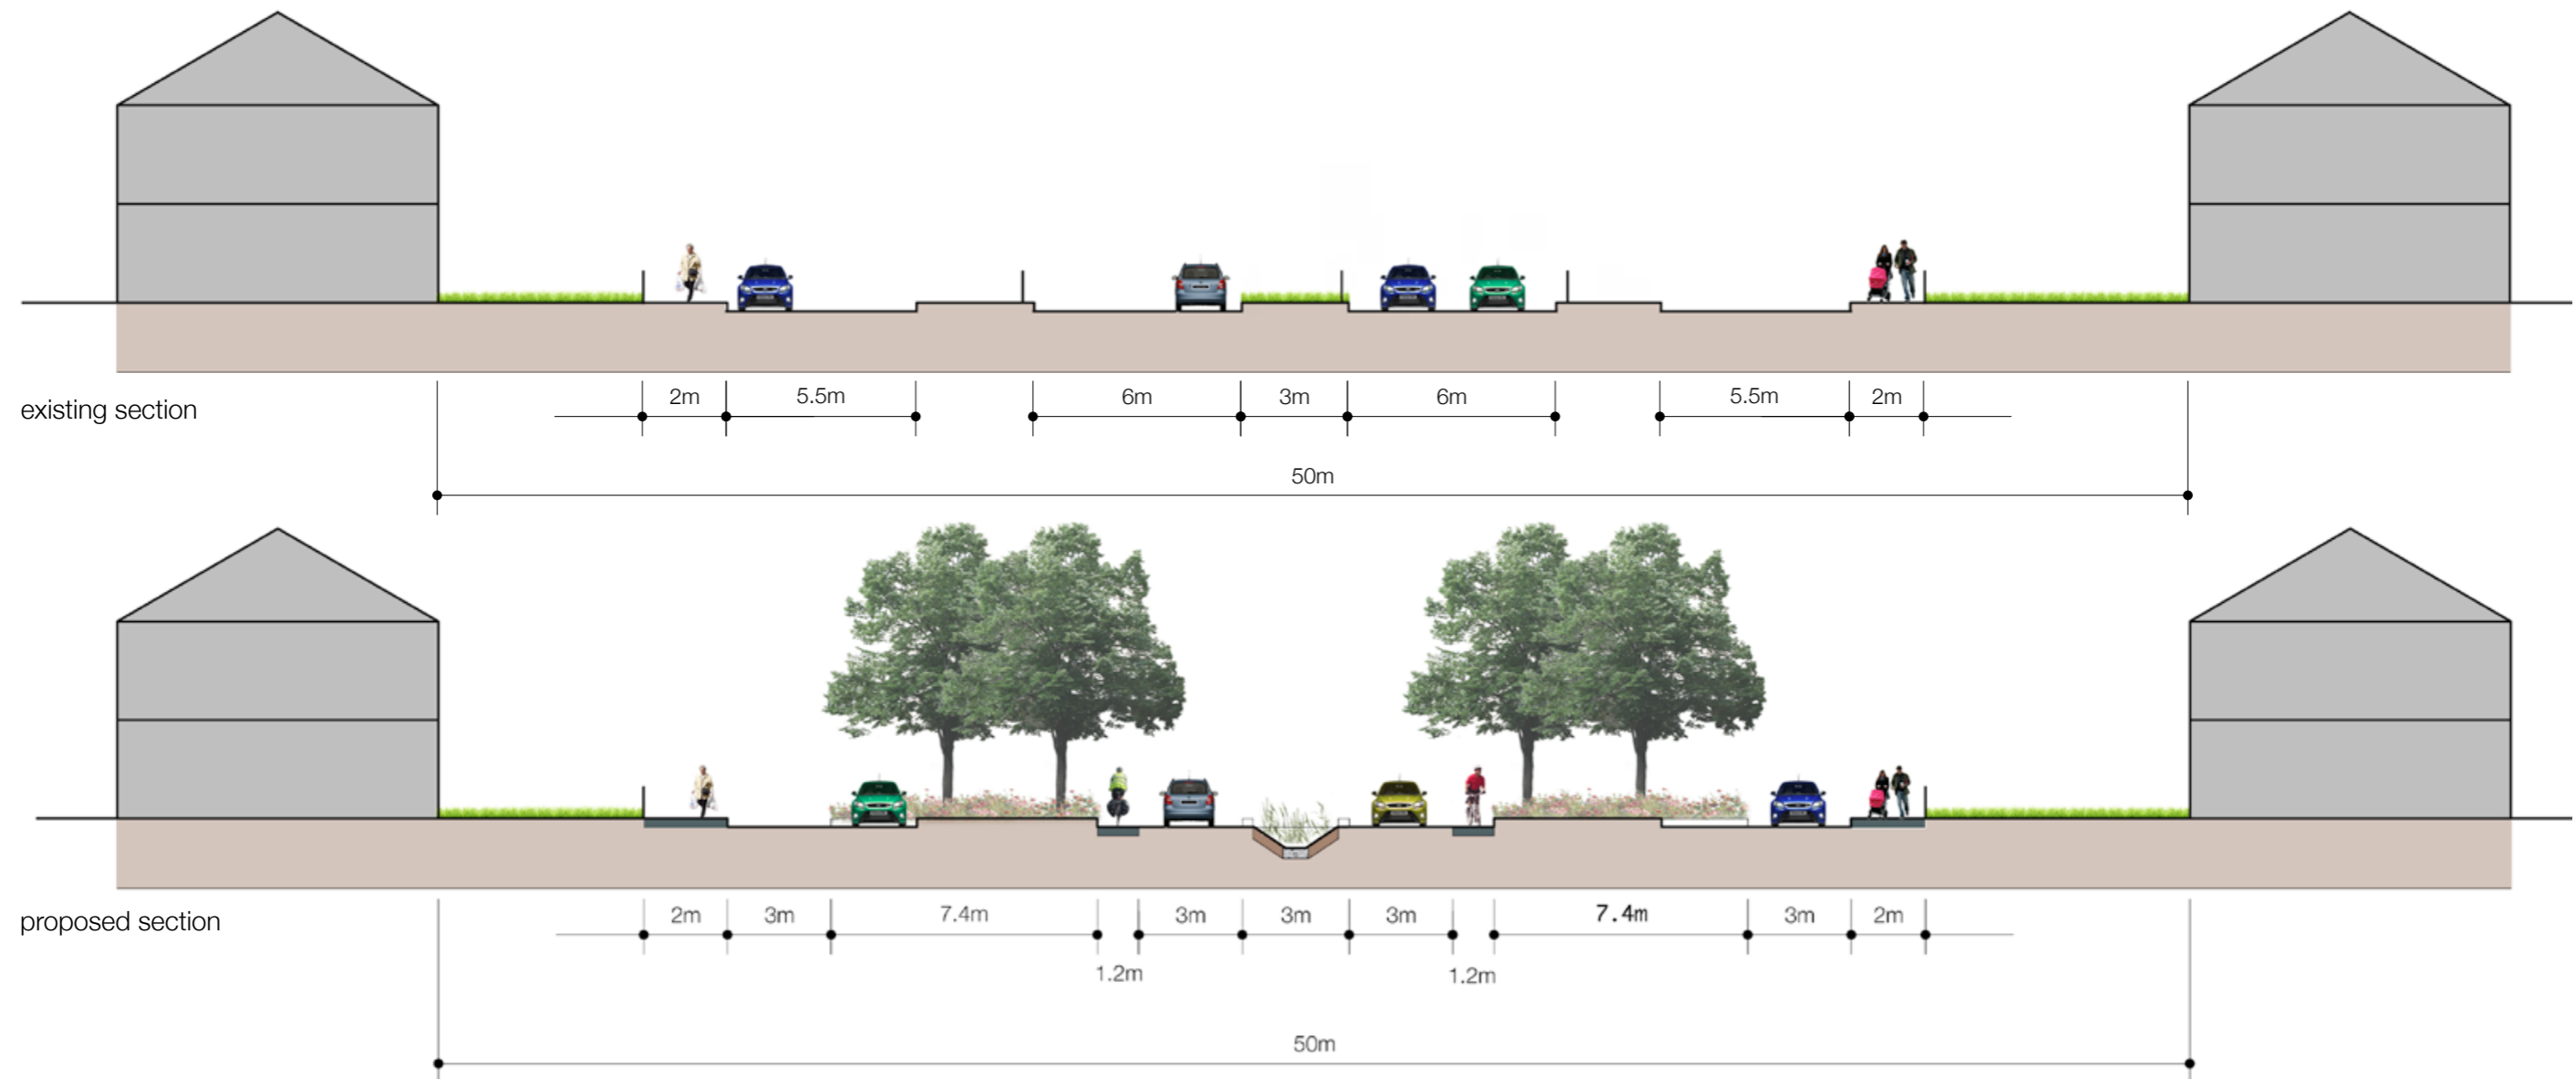 2m 5.5m 6m 3m 6m 5.5m 2m
existing section
50m
2m 3m 7.4m 3m 3m 3m 7.4m 3m 2m
proposed section
1.2m 1.2m
50m